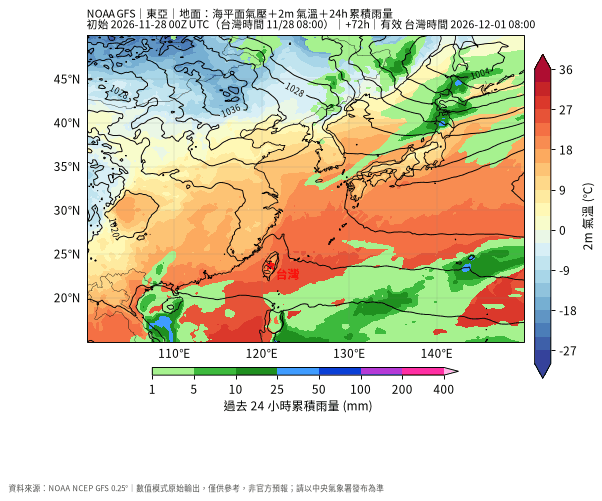 NOAA GFS｜東亞｜地面：海平面氣壓＋2m 氣溫＋24h 累積雨量
初始 2026-11-28 00Z UTC（台灣時間 11/28 08:00）｜+72h｜有效 台灣時間 2026-12-01 08:00
1028
1028
1036
1004
1020
台灣
45°N
40°N
35°N
30°N
25°N
20°N
110°E 120°E 130°E 140°E
36
27
18
9
0
-9
-18
-27
2m 氣溫 (°C)
1 5 10 25 50 100 200 400
過去 24 小時累積雨量 (mm)
資料來源：NOAA NCEP GFS 0.25°｜數值模式原始輸出，僅供參考，非官方預報；請以中央氣象署發布為準